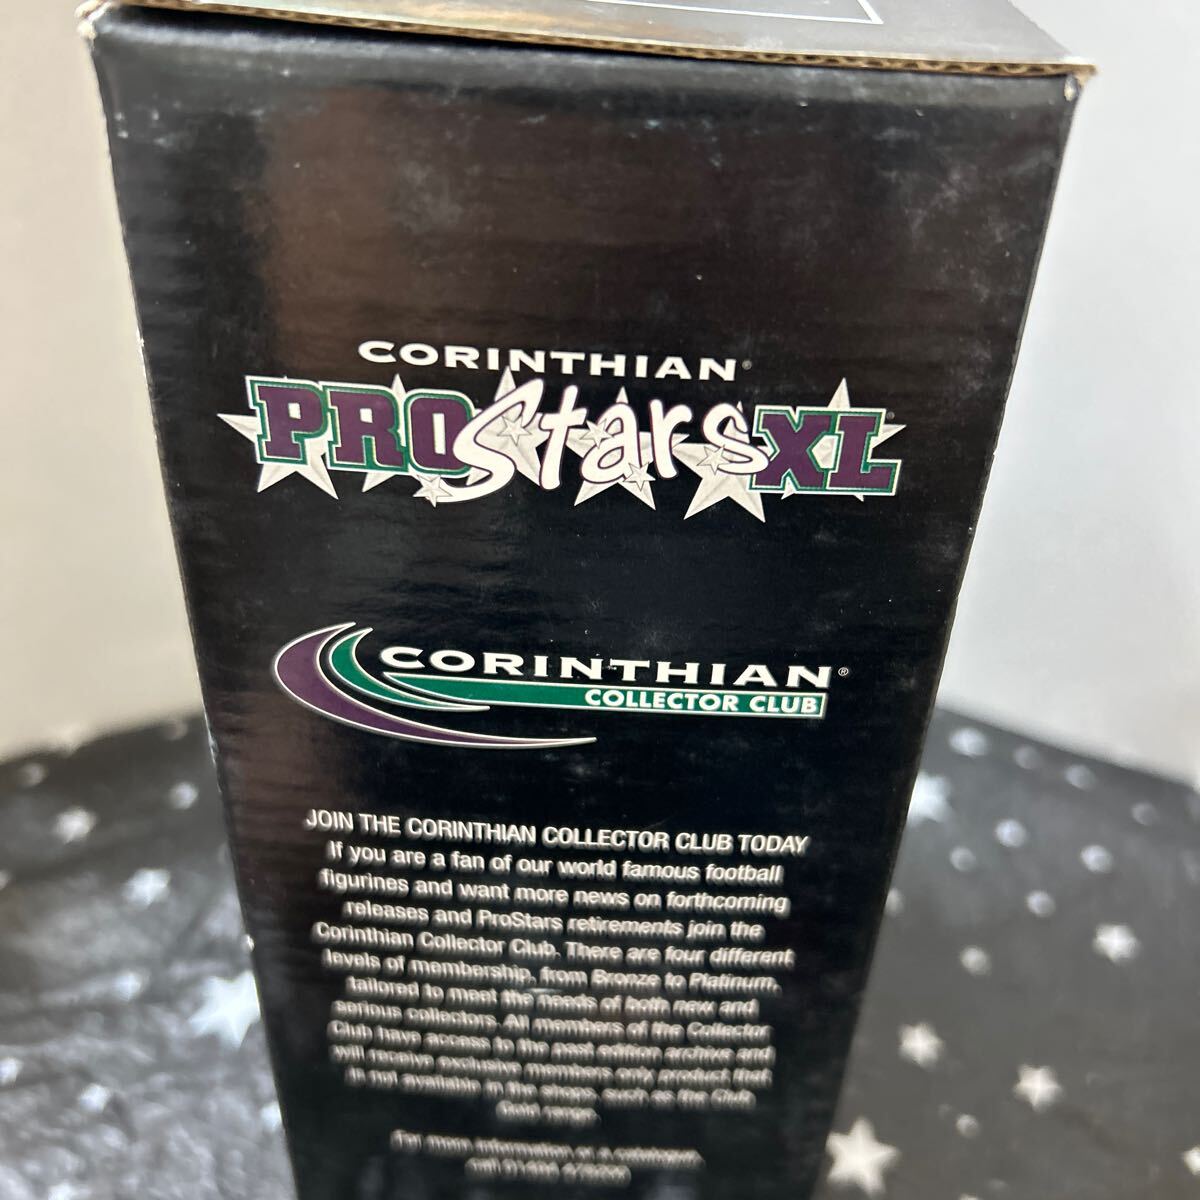 CORINTHIAN®
PROStarsXL
CORINTHIAN®
COLLECTOR CLUB
JOIN THE CORINTHIAN COLLECTOR CLUB TODAY
If you are a fan of our world famous football
figurines and want more news on forthcoming
releases and ProStars retirements join the
Corinthian Collector Club. There are four different
levels of membership, from Bronze to Platinum,
tailored to meet the needs of both new and
serious collectors. All members of the Collector
Club have access to the past edition archive and
will receive exclusive members only product that
is not available in the shops such as the Club
Gold range.
For more information or a catalogue,
call